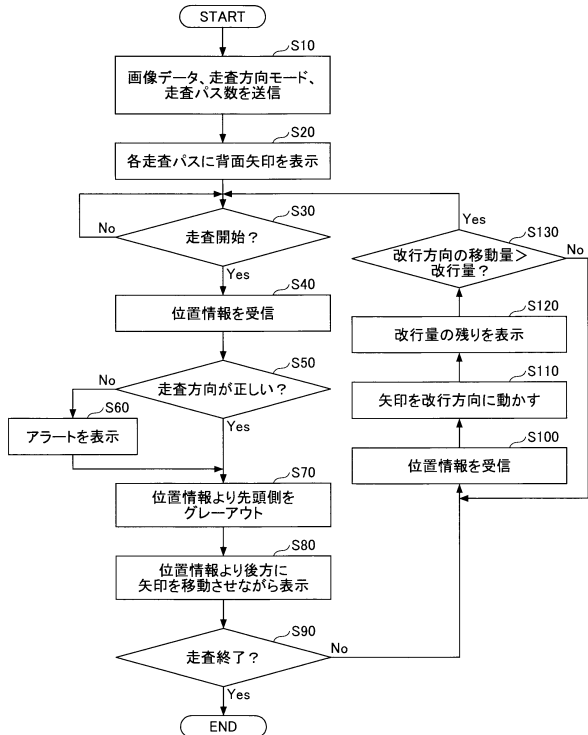 START
S10
画像データ、走査方向モード、
走査パス数を送信
S20
各走査パスに背面矢印を表示
S30
No
走査開始?
Yes
S40
位置情報を受信
S50
No
走査方向が正しい?
Yes
S60
アラートを表示
S70
位置情報より先頭側を
グレーアウト
S80
位置情報より後方に
矢印を移動させながら表示
S90
走査終了?
No
Yes
END
S100
位置情報を受信
S110
矢印を改行方向に動かす
S120
改行量の残りを表示
S130
改行方向の移動量>
改行量?
Yes
No